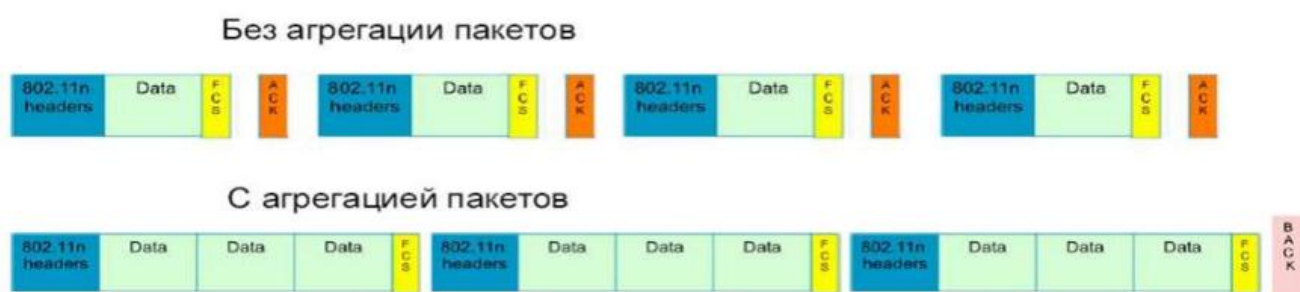 Без агрегации пакетов
802.11n headers Data FCS ACK 802.11n headers Data FCS ACK 802.11n headers Data FCS ACK 802.11n headers Data FCS ACK
С агрегацией пакетов
802.11n headers Data Data Data FCS 802.11n headers Data Data Data FCS 802.11n headers Data Data Data FCS BACK